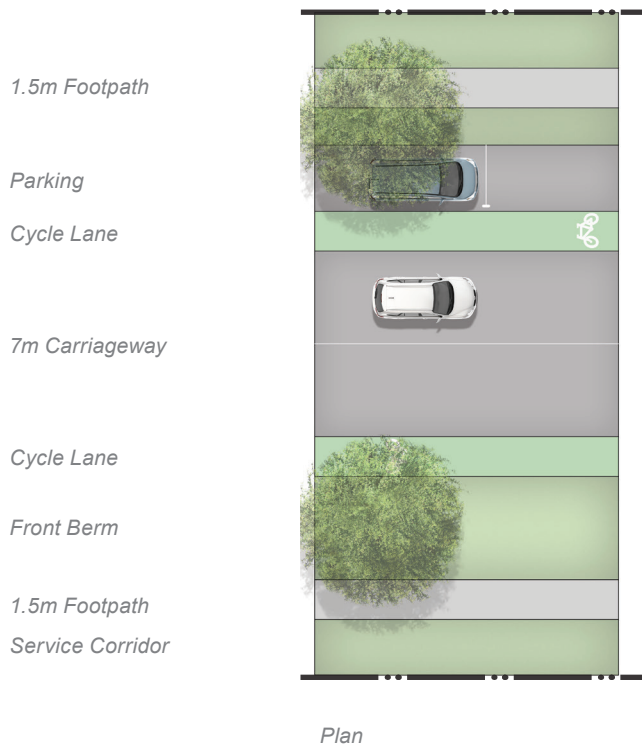 1.5m Footpath
Parking
Cycle Lane
7m Carriageway
Cycle Lane
Front Berm
1.5m Footpath
Service Corridor
Plan